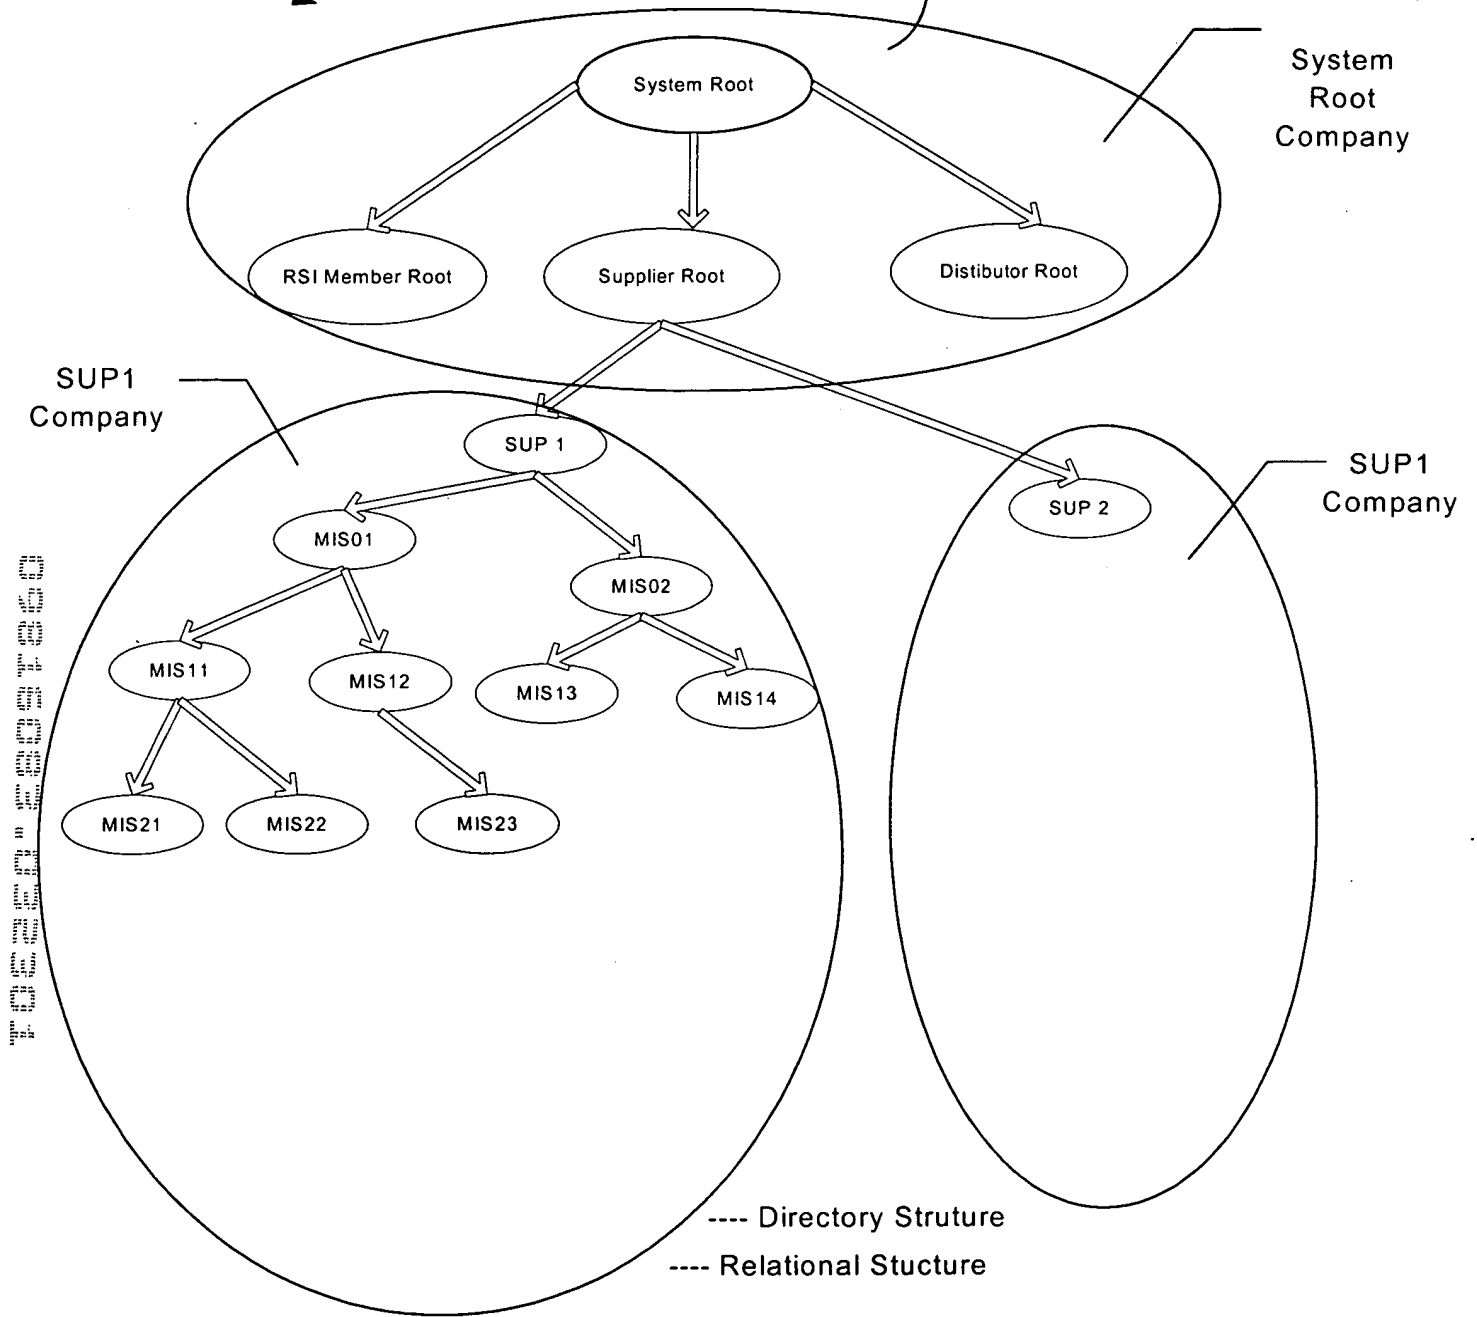 System Root
System
Root
Company
RSI Member Root
Supplier Root
Distibutor Root
SUP1
Company
SUP 1
SUP1
Company
SUP 2
MIS01
MIS02
MIS11
MIS12
MIS13
MIS14
MIS21
MIS22
MIS23
---- Directory Struture
---- Relational Stucture